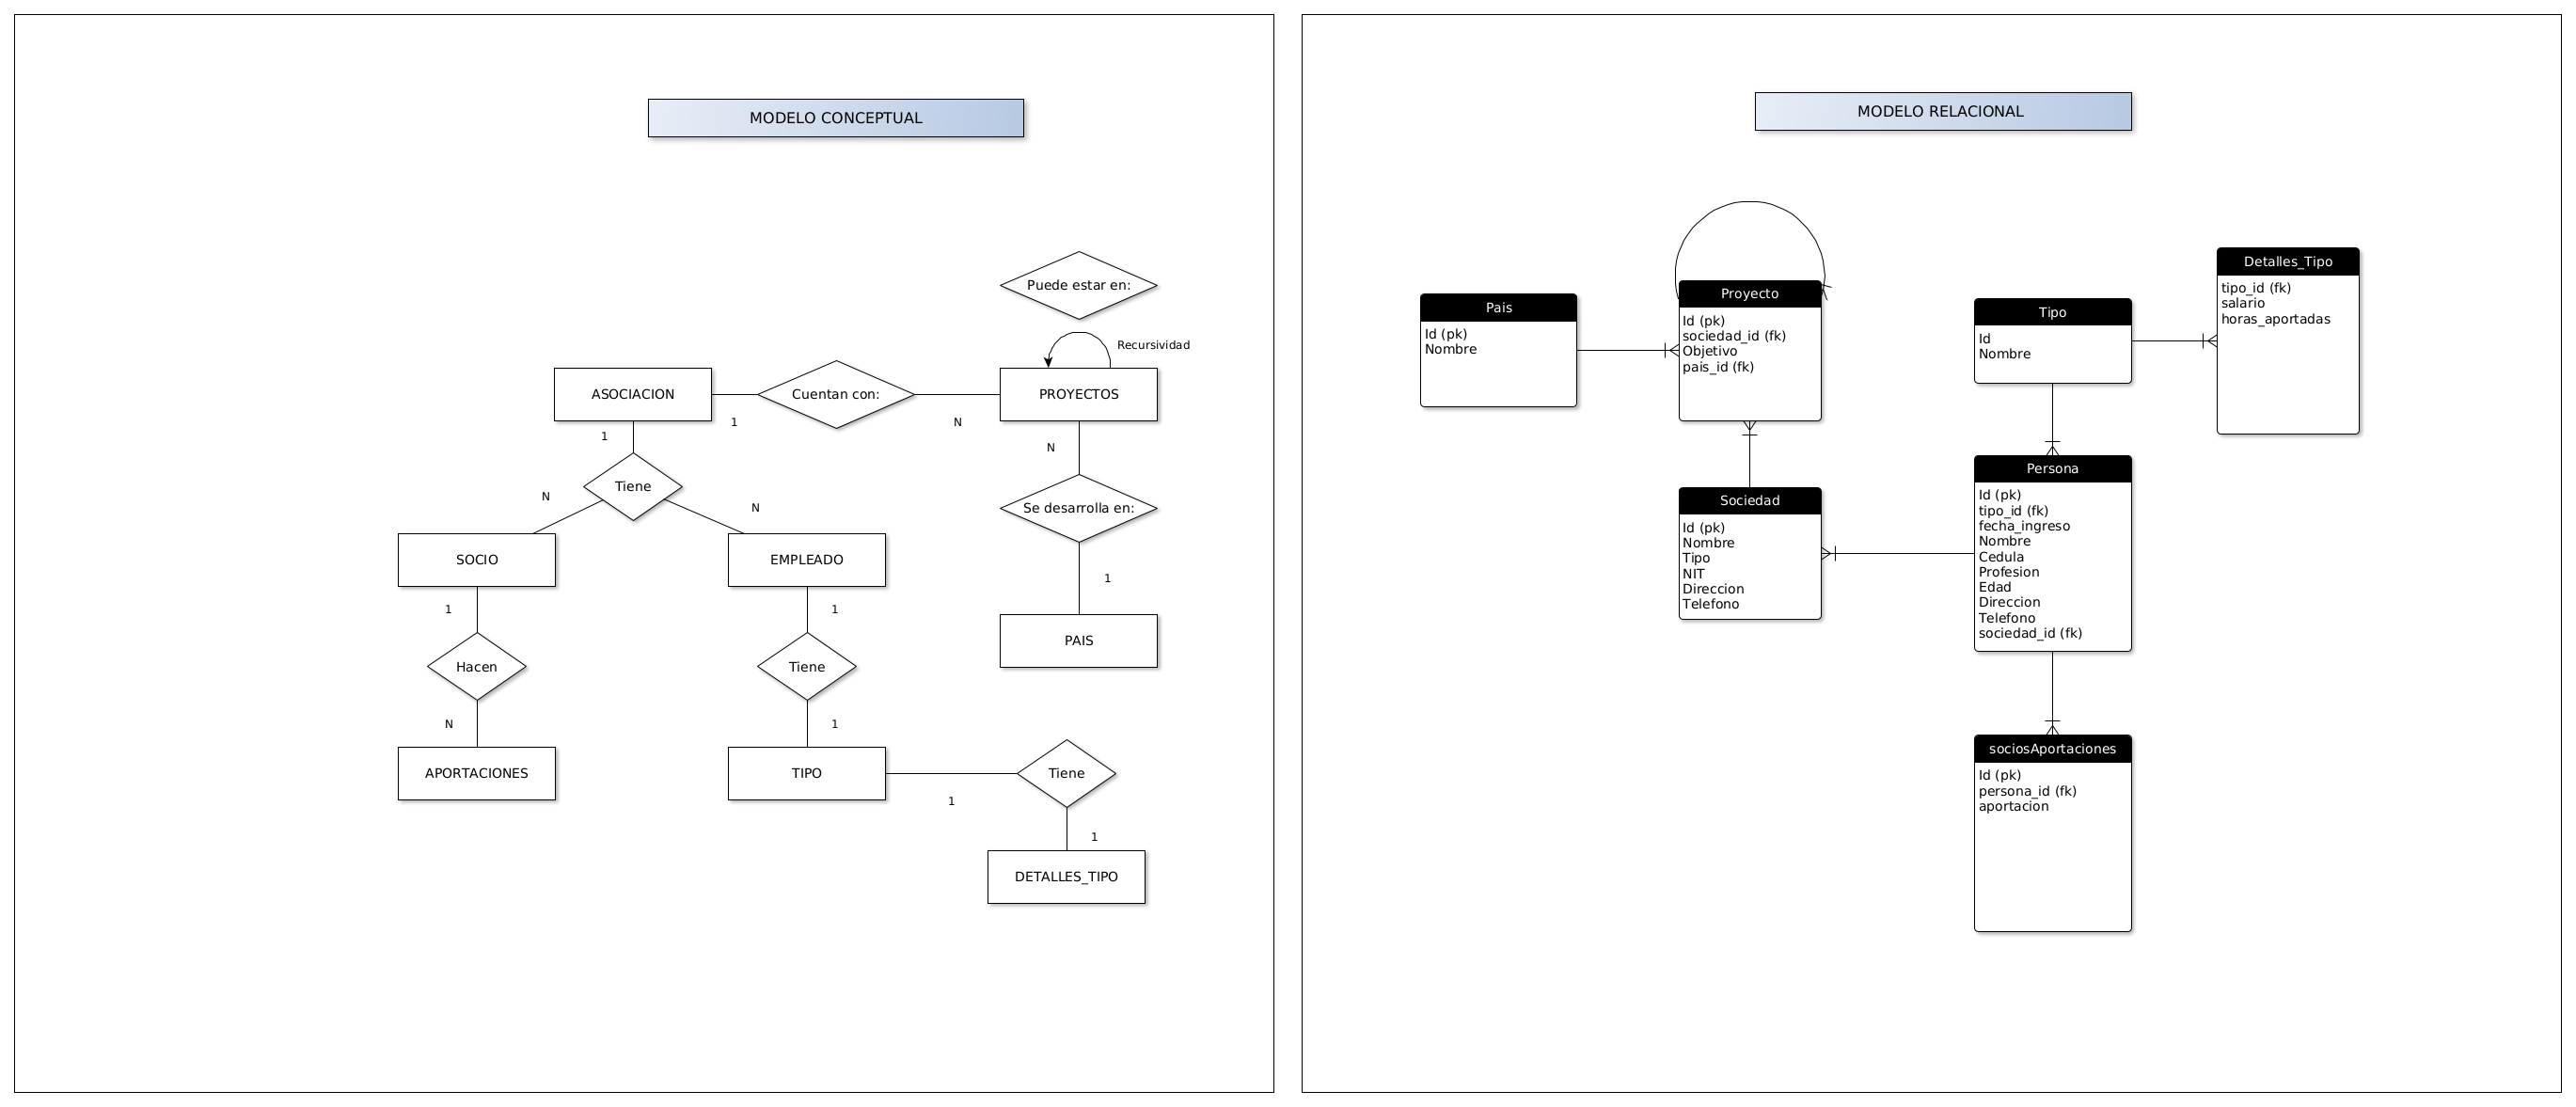 MODELO CONCEPTUAL
Puede estar en:
Recursividad
ASOCIACION
Cuentan con:
PROYECTOS
1
N
1
N
Tiene
N
N
Se desarrolla en:
SOCIO
EMPLEADO
1
1
1
PAIS
Hacen
Tiene
N
1
APORTACIONES
TIPO
Tiene
1
1
DETALLES_TIPO
MODELO RELACIONAL
Pais
Id (pk)
Nombre
Proyecto
Id (pk)
sociedad_id (fk)
Objetivo
pais_id (fk)
Tipo
Id
Nombre
Detalles_Tipo
tipo_id (fk)
salario
horas_aportadas
Sociedad
Id (pk)
Nombre
Tipo
NIT
Direccion
Telefono
Persona
Id (pk)
tipo_id (fk)
fecha_ingreso
Nombre
Cedula
Profesion
Edad
Direccion
Telefono
sociedad_id (fk)
sociosAportaciones
Id (pk)
persona_id (fk)
aportacion